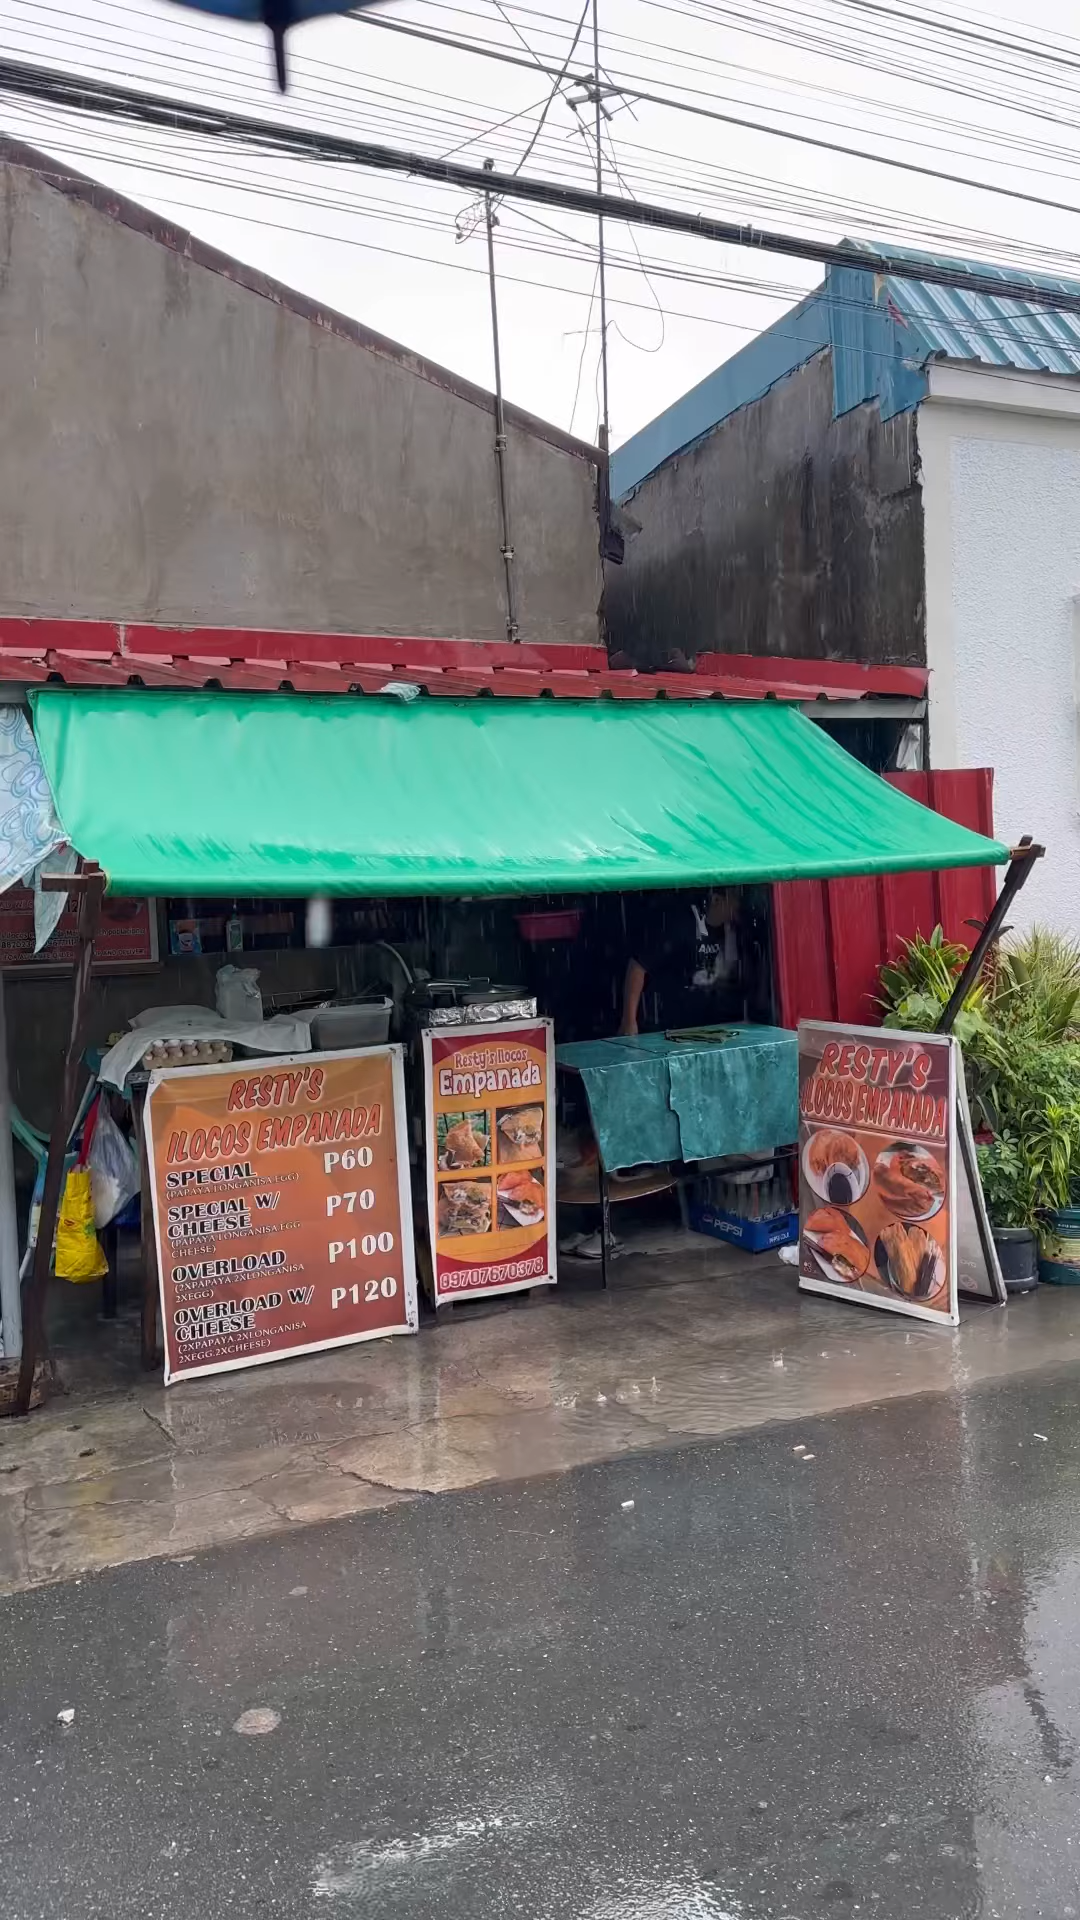 RESTY'S
ILOCOS EMPANADA
SPECIAL P60
(PAPAYA.LONGANISA.EGG)
SPECIAL W/ P70
CHEESE
(PAPAYA.LONGANISA.EGG
CHEESE)
OVERLOAD P100
(2XPAPAYA.2XLONGANISA
2XEGG)
OVERLOAD W/ P120
CHEESE
(2XPAPAYA.2XLONGANISA
2XEGG.2XCHEESE)
Resty's Ilocos
Empanada
09707670378
PEPSI
RESTY'S
ILOCOS EMPANADA